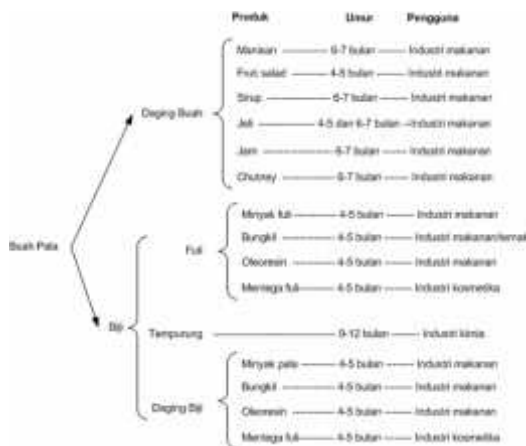 Produk Umur Pengguna
Manisan 6-7 bulan Industri makanan
Fruit salad 4-5 bulan Industri makanan
Sirup 6-7 bulan Industri makanan
Daging Buah
Jeli 4-5 dan 6-7 bulan Industri makanan
Jam 6-7 bulan Industri makanan
Chutney 6-7 bulan Industri makanan
Minyak fuli 4-5 bulan Industri makanan
Bungkil 4-5 bulan Industri makanan/ternak
Buah Pala
Fuli
Oleoresin 4-5 bulan Industri makanan
Mentega fuli 4-5 bulan Industri kosmetika
Biji
Tempurung 9-12 bulan Industri kimia
Minyak pala 4-5 bulan Industri makanan
Bungkil 4-5 bulan Industri makanan
Daging Biji
Oleoresin 4-5 bulan Industri makanan
Mentega fuli 4-5 bulan Industri kosmetika